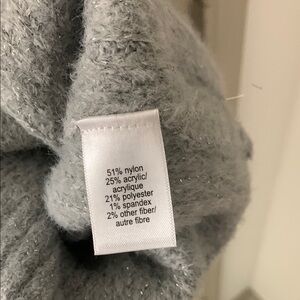 51% nylon
25% acrylic/
acrylique
21% polyester
1% spandex
2% other fiber/
autre fibre